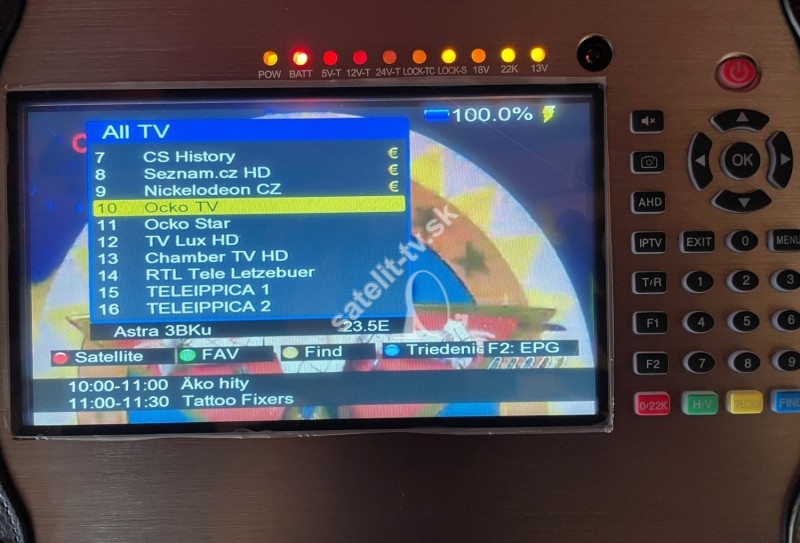 POW BATT 5V-T 12V-T 24V-T LOCK-TC LOCK-S 18V 22K 13V
100.0%
All TV
7 CS History €
8 Seznam.cz HD €
9 Nickelodeon CZ €
10 Ocko TV
11 Ocko Star
12 TV Lux HD
13 Chamber TV HD
14 RTL Tele Letzebuer
15 TELEIPPICA 1
16 TELEIPPICA 2
Astra 3BKu 23.5E
Satellite FAV Find Triedenie F2: EPG
10:00-11:00 Äko hity
11:00-11:30 Tattoo Fixers
satelit-tv.sk
OK
AHD
IPTV EXIT 0 MENU
T/R 1 2 3
F1 4 5 6
F2 7 8 9
0/22K H/V FIND